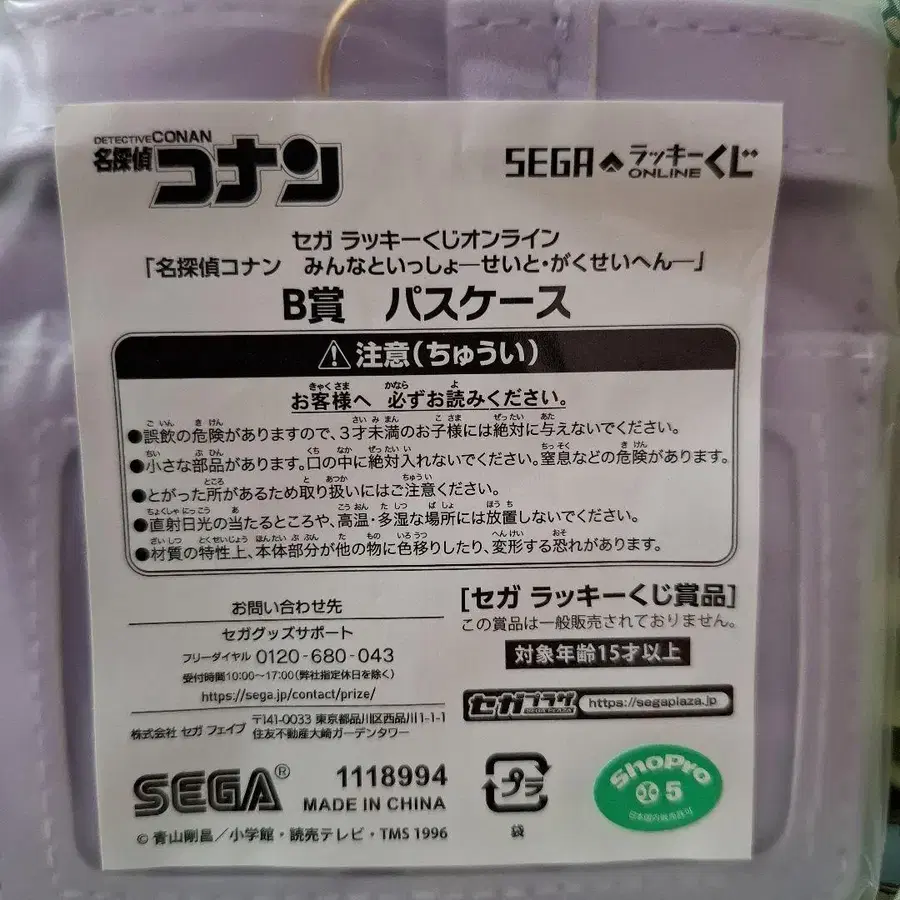 DETECTIVE CONAN
名探偵コナン
SEGA ラッキーくじ ONLINE
セガ ラッキーくじオンライン
「名探偵コナン みんなといっしょ―せいと・がくせいへん―」
B賞 パスケース
注意(ちゅうい)
お客様へ 必ずお読みください。
●誤飲の危険がありますので、3才未満のお子様には絶対に与えないでください。
●小さな部品があります。口の中に絶対入れないでください。窒息などの危険があります。
●とがった所があるため取り扱いにはご注意ください。
●直射日光の当たるところや、高温・多湿な場所には放置しないでください。
●材質の特性上、本体部分が他の物に色移りしたり、変形する恐れがあります。
お問い合わせ先
セガグッズサポート
フリーダイヤル 0120-680-043
受付時間10:00～17:00(弊社指定休日を除く)
https://sega.jp/contact/prize/
株式会社 セガ フェイブ 〒141-0033 東京都品川区西品川1-1-1
住友不動産大崎ガーデンタワー
[セガ ラッキーくじ賞品]
この賞品は一般販売されておりません。
対象年齢15才以上
セガプラザ SEGA PLAZA https://segaplaza.jp
SEGA® 1118994
MADE IN CHINA
© 青山剛昌／小学館・読売テレビ・TMS 1996
プラ
袋
ShoPro
5
日本国内販売許可